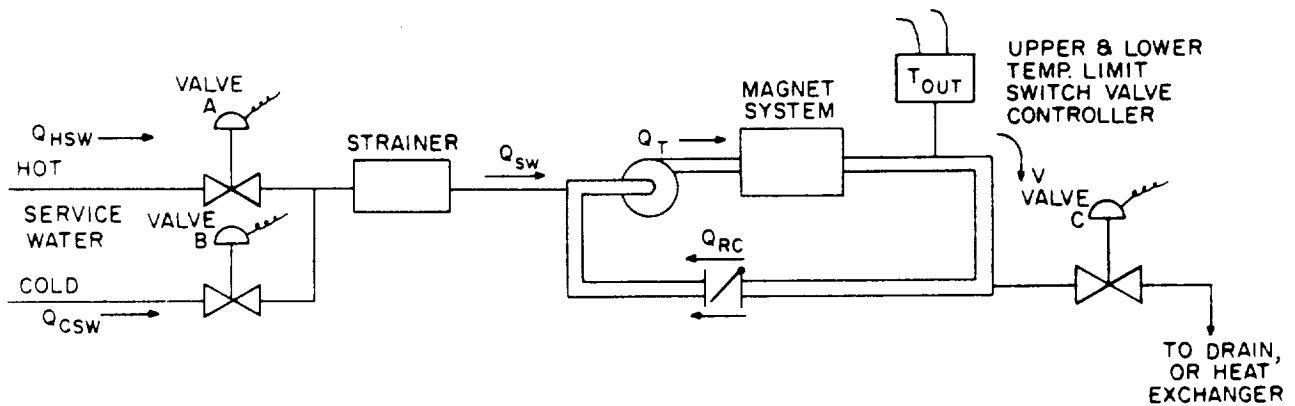 VALVE
A
Q_HSW
HOT
SERVICE
WATER
VALVE
B
COLD
Q_CSW
STRAINER
Q_SW
Q_T
MAGNET
SYSTEM
Q_RC
T_OUT
UPPER & LOWER
TEMP. LIMIT
SWITCH VALVE
CONTROLLER
V
VALVE
C
TO DRAIN,
OR HEAT
EXCHANGER